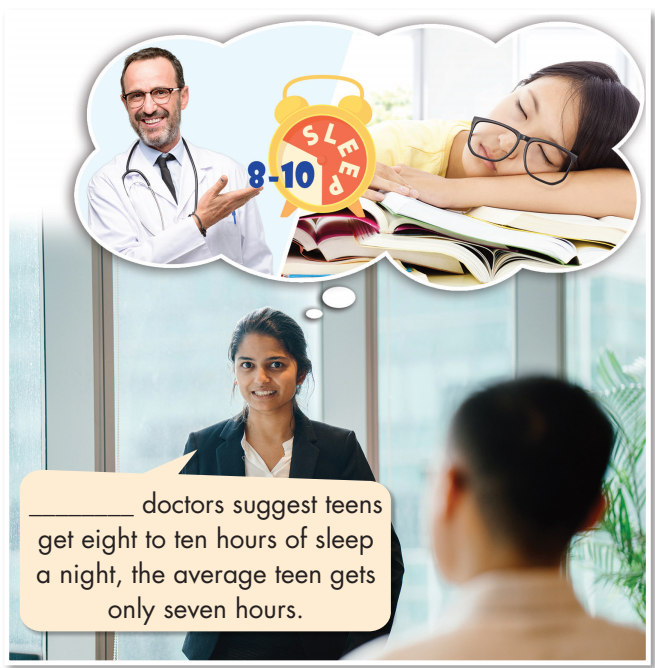 SLEEP
8-10
________ doctors suggest teens
get eight to ten hours of sleep
a night, the average teen gets
only seven hours.